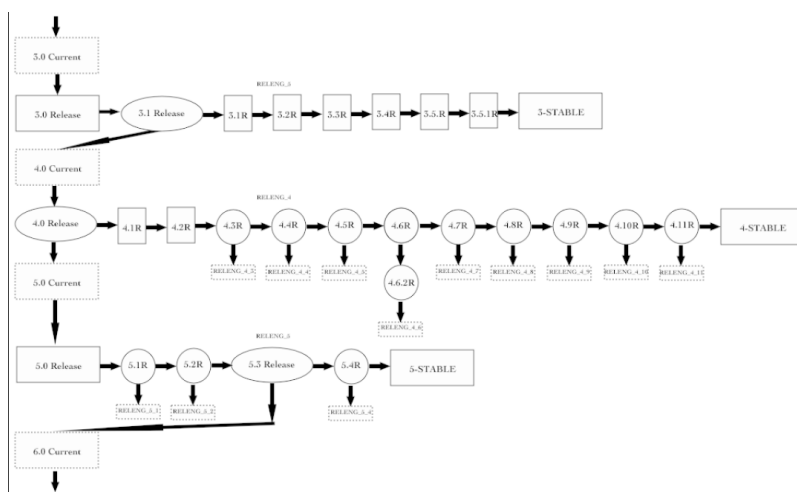 3.0 Current
RELENG_3
3.0 Release
3.1 Release
3.1R
3.2R
3.3R
3.4R
3.5.R
3.5.1R
3-STABLE
4.0 Current
RELENG_4
4.0 Release
4.1R
4.2R
4.3R
4.4R
4.5R
4.6R
4.7R
4.8R
4.9R
4.10R
4.11R
4-STABLE
RELENG_4_3
RELENG_4_4
RELENG_4_5
RELENG_4_7
RELENG_4_8
RELENG_4_9
RELENG_4_10
RELENG_4_11
5.0 Current
4.6.2R
RELENG_4_6
RELENG_5
5.0 Release
5.1R
5.2R
5.3 Release
5.4R
5-STABLE
RELENG_5_1
RELENG_5_2
RELENG_5_4
6.0 Current